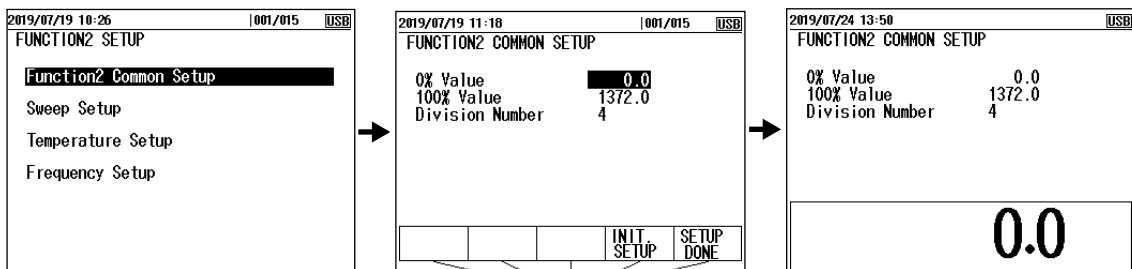 2019/07/19 10:26 |001/015 USB
FUNCTION2 SETUP
Function2 Common Setup
Sweep Setup
Temperature Setup
Frequency Setup
2019/07/19 11:18 |001/015 USB
FUNCTION2 COMMON SETUP
0% Value 0.0
100% Value 1372.0
Division Number 4
INIT. SETUP
SETUP DONE
2019/07/24 13:50 USB
FUNCTION2 COMMON SETUP
0% Value 0.0
100% Value 1372.0
Division Number 4
0.0